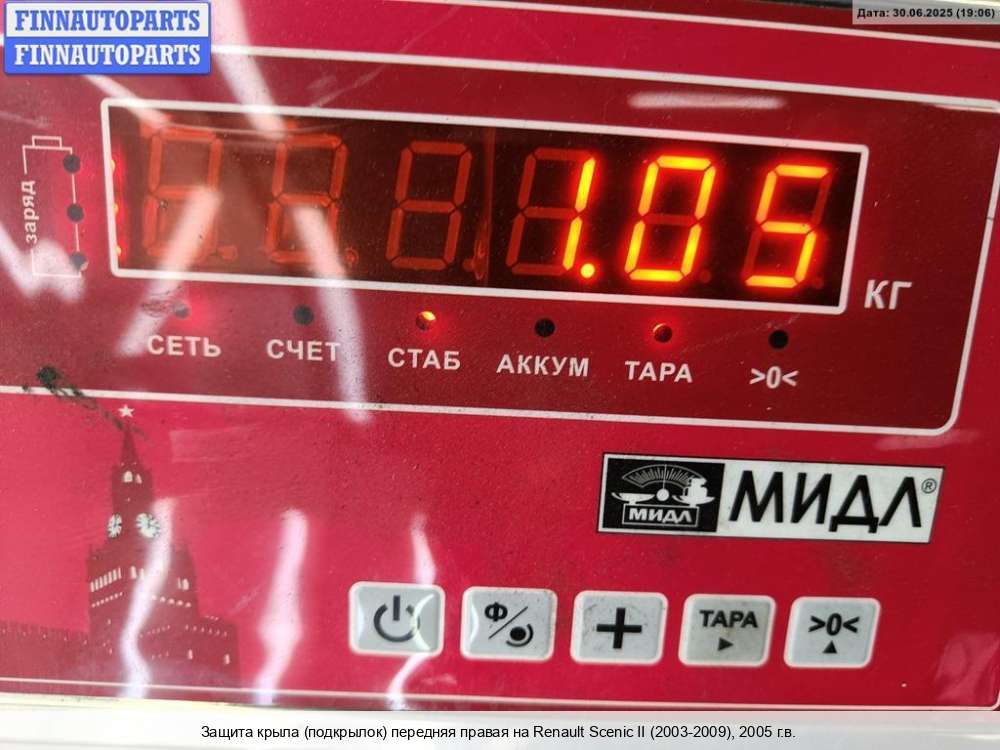 FINNAUTOPARTS
FINNAUTOPARTS
Дата: 30.06.2025 (19:06)
заряд
1.05
КГ
СЕТЬ СЧЕТ СТАБ АККУМ ТАРА >0<
МИДЛ МИДЛ®
Ф ТАРА >0<
Защита крыла (подкрылок) передняя правая на Renault Scenic II (2003-2009), 2005 г.в.